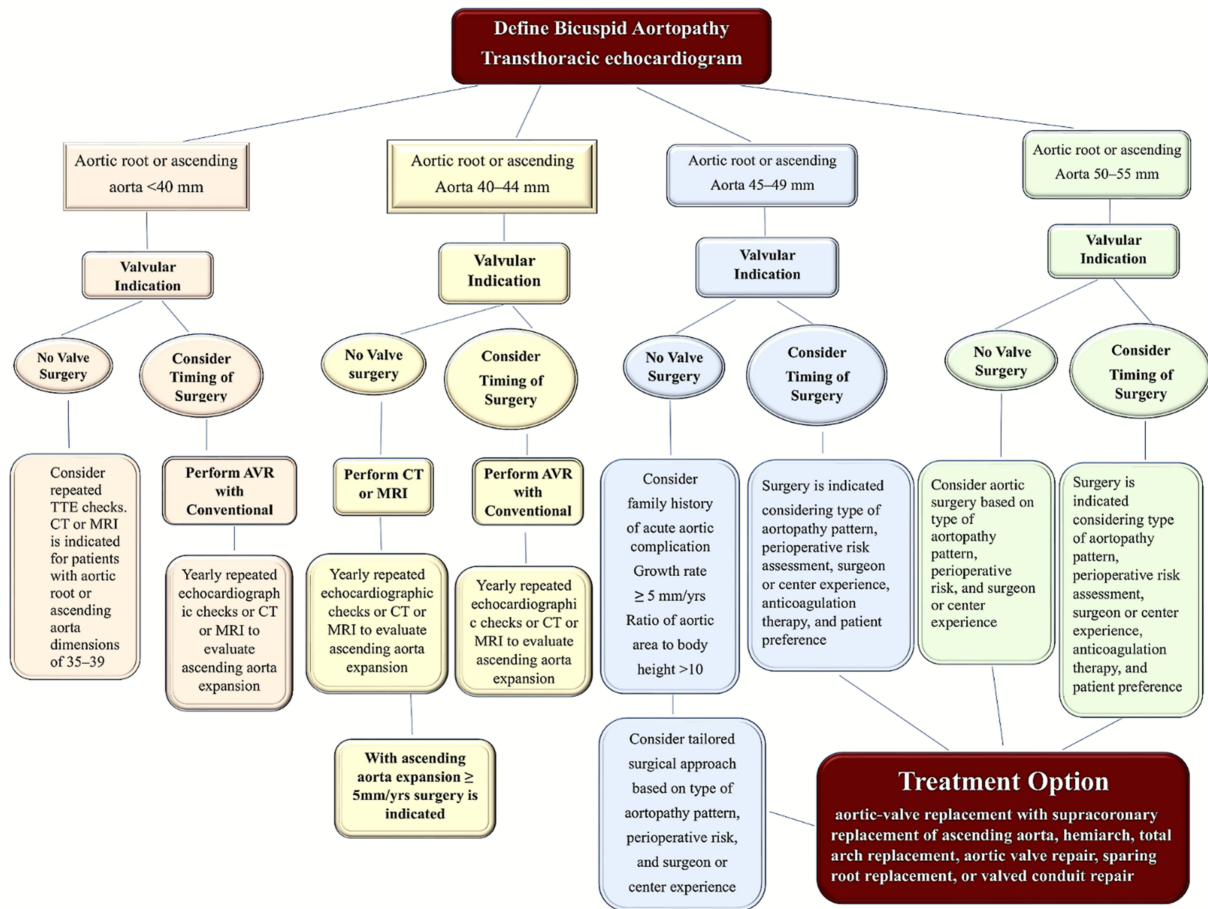 Define Bicuspid Aortopathy
Transthoracic echocardiogram
Aortic root or ascending
aorta <40 mm
Aortic root or ascending
Aorta 40–44 mm
Aortic root or ascending
Aorta 45–49 mm
Aortic root or ascending
Aorta 50–55 mm
Valvular
Indication
Valvular
Indication
Valvular
Indication
Valvular
Indication
No Valve
Surgery
Consider
Timing of
Surgery
No Valve
surgery
Consider
Timing of
Surgery
No Valve
Surgery
Consider
Timing of
Surgery
No Valve
Surgery
Consider
Timing of
Surgery
Consider
repeated
TTE checks.
CT or MRI
is indicated
for patients
with aortic
root or
ascending
aorta
dimensions
of 35–39
Perform AVR
with
Conventional
Yearly repeated
echocardiograph
ic checks or CT
or MRI to
evaluate
ascending aorta
expansion
Perform CT
or MRI
Yearly repeated
echocardiographic
checks or CT or
MRI to evaluate
ascending aorta
expansion
With ascending
aorta expansion ≥
5mm/yrs surgery is
indicated
Perform AVR
with
Conventional
Yearly repeated
echocardiographi
c checks or CT or
MRI to evaluate
ascending aorta
expansion
Consider
family history
of acute aortic
complication
Growth rate
≥ 5 mm/yrs
Ratio of aortic
area to body
height >10
Consider tailored
surgical approach
based on type of
aortopathy pattern,
perioperative risk,
and surgeon or
center experience
Surgery is indicated
considering type of
aortopathy pattern,
perioperative risk
assessment, surgeon
or center experience,
anticoagulation
therapy, and patient
preference
Consider aortic
surgery based on
type of
aortopathy
pattern,
perioperative
risk, and surgeon
or center
experience
Surgery is
indicated
considering type
of aortopathy
pattern,
perioperative risk
assessment,
surgeon or center
experience,
anticoagulation
therapy, and
patient preference
Treatment Option
aortic-valve replacement with supracoronary
replacement of ascending aorta, hemiarch, total
arch replacement, aortic valve repair, sparing
root replacement, or valved conduit repair